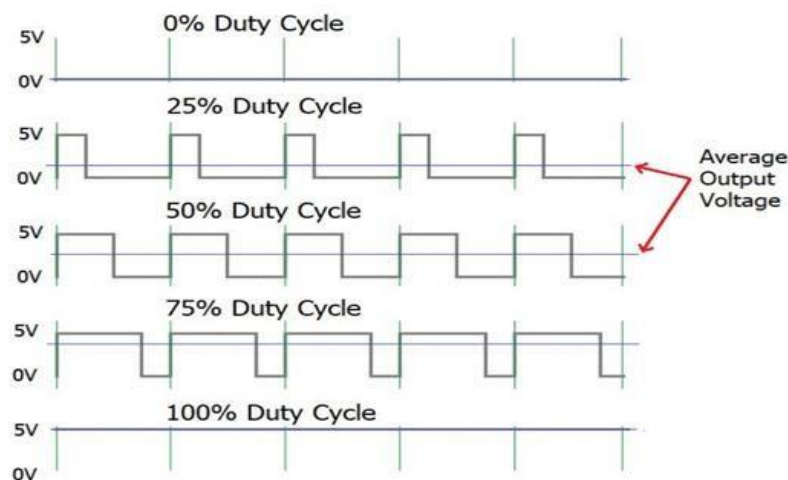 0% Duty Cycle
5V
0V
25% Duty Cycle
5V
0V
Average
Output
Voltage
50% Duty Cycle
5V
0V
75% Duty Cycle
5V
0V
100% Duty Cycle
5V
0V